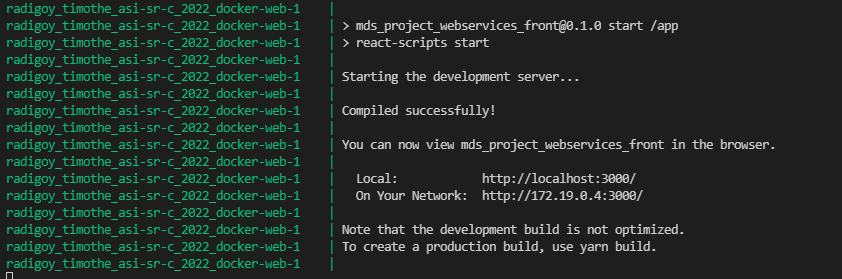 radigoy_timothe_asi-sr-c_2022_docker-web-1 |
radigoy_timothe_asi-sr-c_2022_docker-web-1 | > mds_project_webservices_front@0.1.0 start /app
radigoy_timothe_asi-sr-c_2022_docker-web-1 | > react-scripts start
radigoy_timothe_asi-sr-c_2022_docker-web-1 |
radigoy_timothe_asi-sr-c_2022_docker-web-1 | Starting the development server...
radigoy_timothe_asi-sr-c_2022_docker-web-1 |
radigoy_timothe_asi-sr-c_2022_docker-web-1 | Compiled successfully!
radigoy_timothe_asi-sr-c_2022_docker-web-1 |
radigoy_timothe_asi-sr-c_2022_docker-web-1 | You can now view mds_project_webservices_front in the browser.
radigoy_timothe_asi-sr-c_2022_docker-web-1 |
radigoy_timothe_asi-sr-c_2022_docker-web-1 |   Local:            http://localhost:3000/
radigoy_timothe_asi-sr-c_2022_docker-web-1 |   On Your Network:  http://172.19.0.4:3000/
radigoy_timothe_asi-sr-c_2022_docker-web-1 |
radigoy_timothe_asi-sr-c_2022_docker-web-1 | Note that the development build is not optimized.
radigoy_timothe_asi-sr-c_2022_docker-web-1 | To create a production build, use yarn build.
radigoy_timothe_asi-sr-c_2022_docker-web-1 |